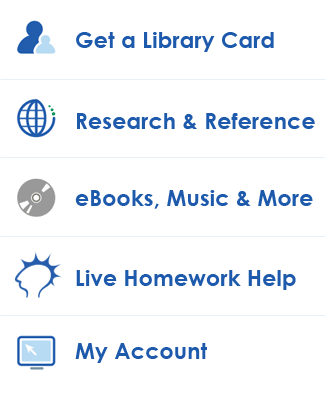 Get a Library Card
Research & Reference
eBooks, Music & More
Live Homework Help
My Account